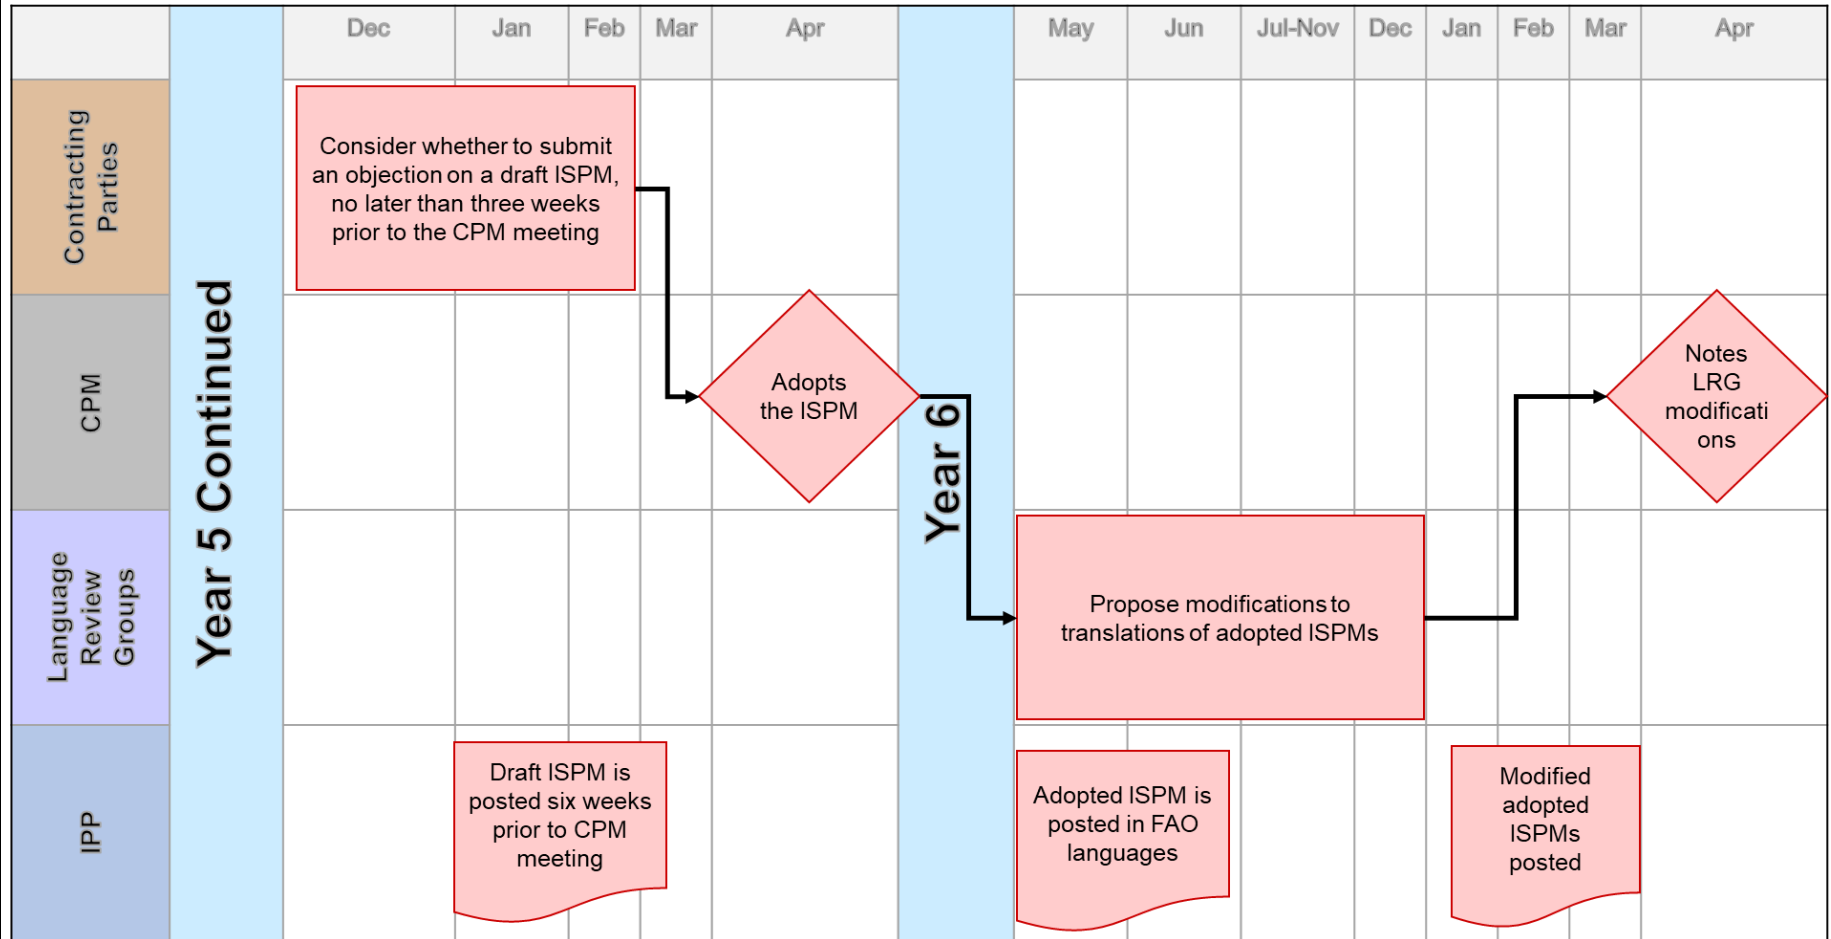 Dec Jan Feb Mar Apr May Jun Jul-Nov Dec Jan Feb Mar Apr
Year 5 Continued
Year 6
Contracting
Parties
Consider whether to submit
an objection on a draft ISPM,
no later than three weeks
prior to the CPM meeting
CPM
Adopts
the ISPM
Notes
LRG
modificati
ons
Language
Review
Groups
Propose modifications to
translations of adopted ISPMs
IPP
Draft ISPM is
posted six weeks
prior to CPM
meeting
Adopted ISPM is
posted in FAO
languages
Modified
adopted
ISPMs
posted